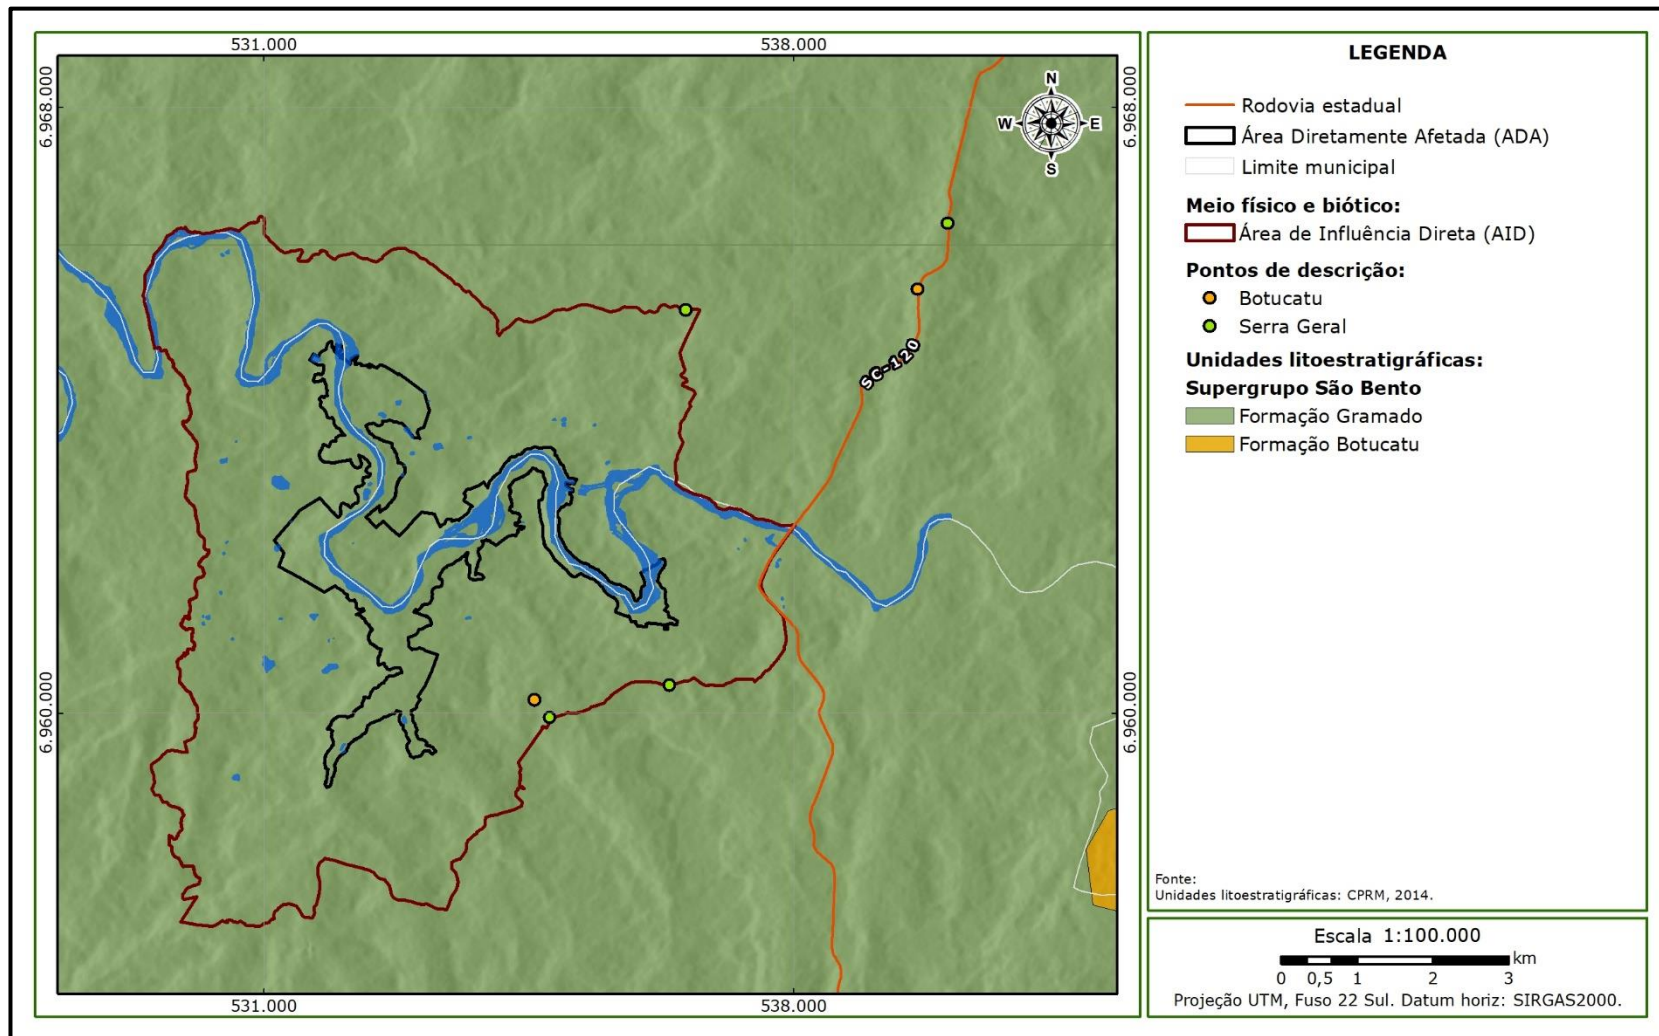 531.000
538.000
6.968.000
6.968.000
N
W
E
S
SC-120
6.960.000
6.960.000
531.000
538.000
LEGENDA
Rodovia estadual
Área Diretamente Afetada (ADA)
Limite municipal
Meio físico e biótico:
Área de Influência Direta (AID)
Pontos de descrição:
Botucatu
Serra Geral
Unidades litoestratigráficas:
Supergrupo São Bento
Formação Gramado
Formação Botucatu
Fonte:
Unidades litoestratigráficas: CPRM, 2014.
Escala 1:100.000
km
0 0,5 1 2 3
Projeção UTM, Fuso 22 Sul. Datum horiz: SIRGAS2000.